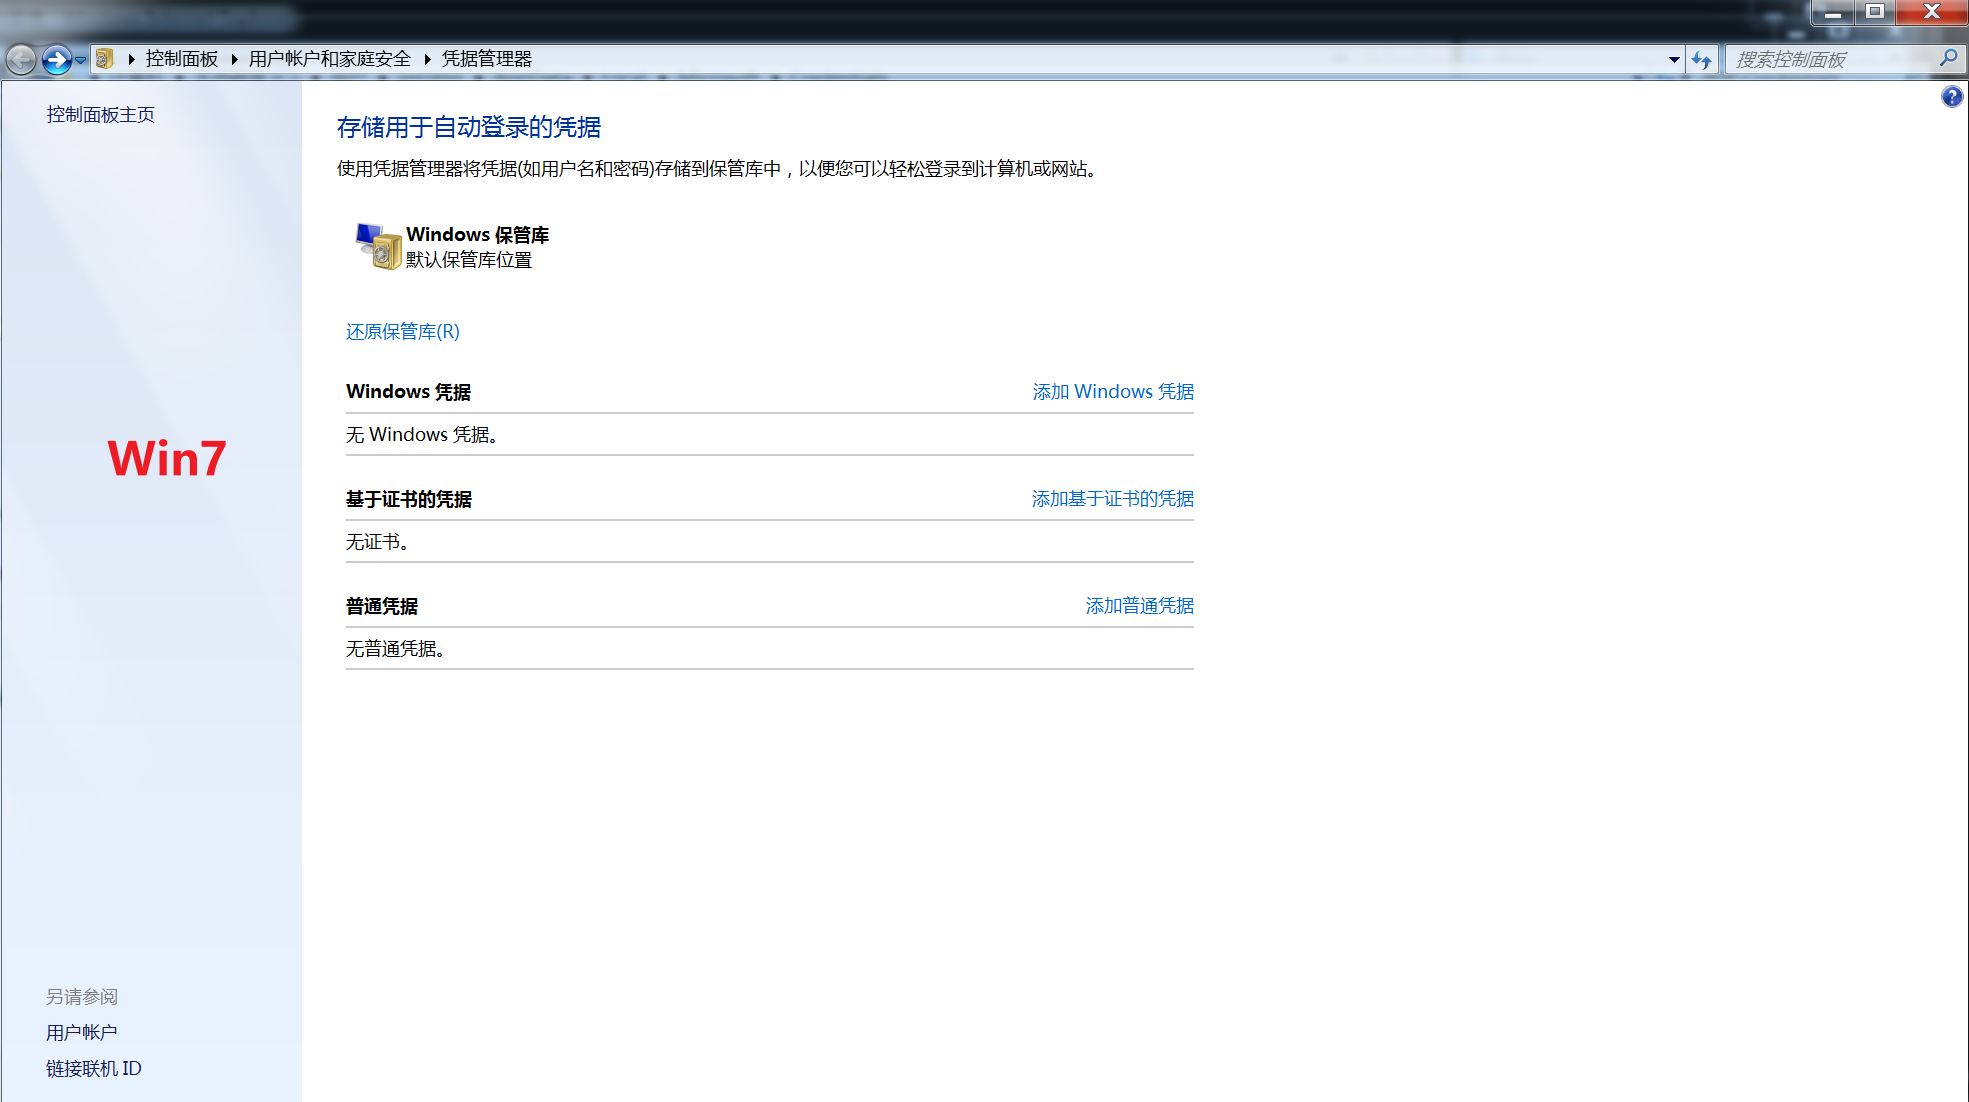 控制面板 用户帐户和家庭安全 凭据管理器
搜索控制面板
控制面板主页
存储用于自动登录的凭据
使用凭据管理器将凭据(如用户名和密码)存储到保管库中，以便您可以轻松登录到计算机或网站。
Windows 保管库
默认保管库位置
还原保管库(R)
Windows 凭据 添加 Windows 凭据
无 Windows 凭据。
Win7
基于证书的凭据 添加基于证书的凭据
无证书。
普通凭据 添加普通凭据
无普通凭据。
另请参阅
用户帐户
链接联机 ID